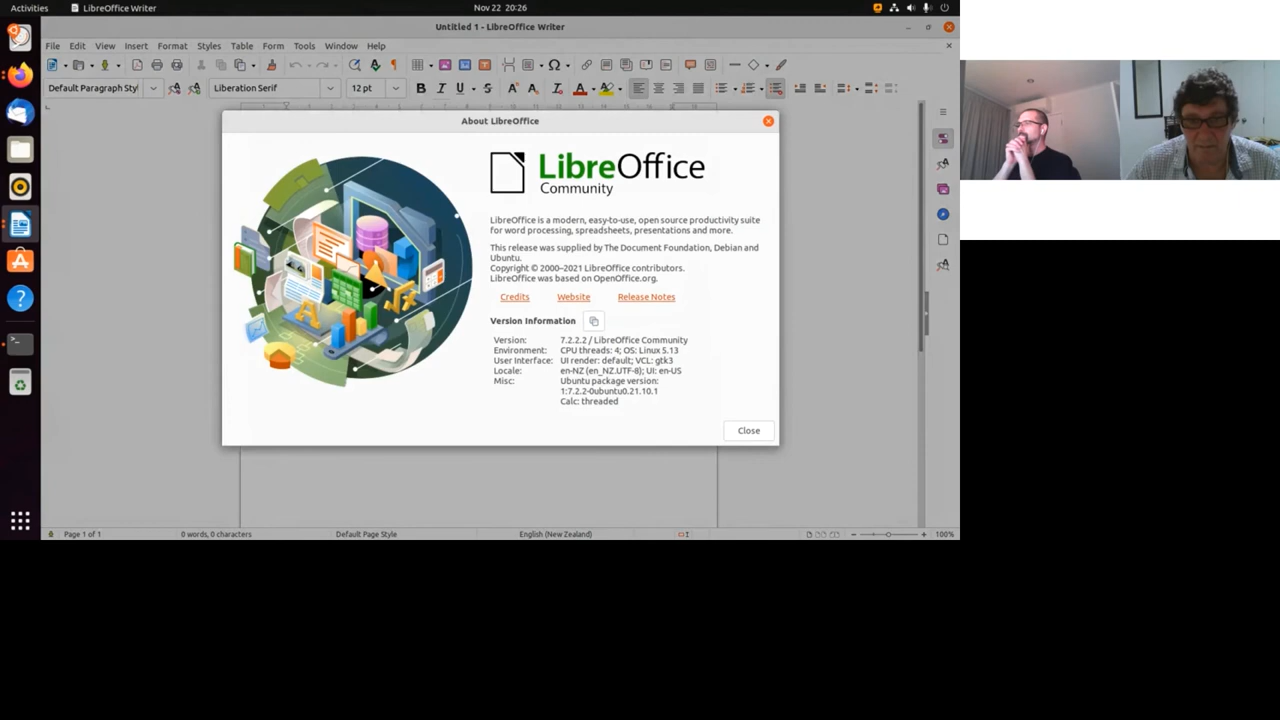 Activities
LibreOffice Writer
Nov 22 20:26
Untitled 1 - LibreOffice Writer
File Edit View Insert Format Styles Table Form Tools Window Help
Default Paragraph Styl
Liberation Serif
12 pt
About LibreOffice
LibreOffice
Community
LibreOffice is a modern, easy-to-use, open source productivity suite
for word processing, spreadsheets, presentations and more.
This release was supplied by The Document Foundation, Debian and
Ubuntu.
Copyright © 2000–2021 LibreOffice contributors.
LibreOffice was based on OpenOffice.org.
Credits Website Release Notes
Version Information
Version: 7.2.2.2 / LibreOffice Community
Environment: CPU threads: 4; OS: Linux 5.13
User Interface: UI render: default; VCL: gtk3
Locale: en-NZ (en_NZ.UTF-8); UI: en-US
Misc: Ubuntu package version:
1:7.2.2-0ubuntu0.21.10.1
Calc: threaded
Close
Page 1 of 1
0 words, 0 characters
Default Page Style
English (New Zealand)
100%